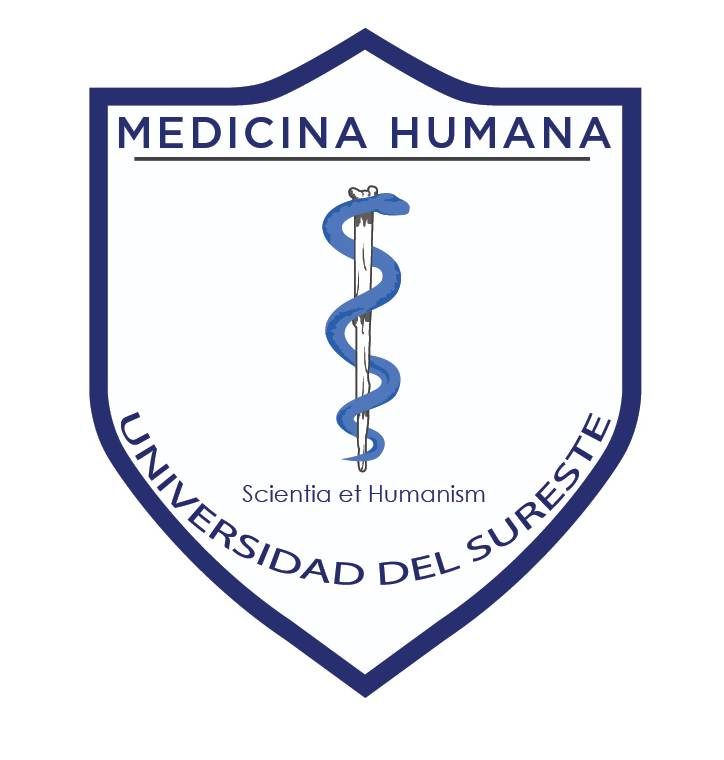 MEDICINA HUMANA
Scientia et Humanism
UNIVERSIDAD DEL SURESTE